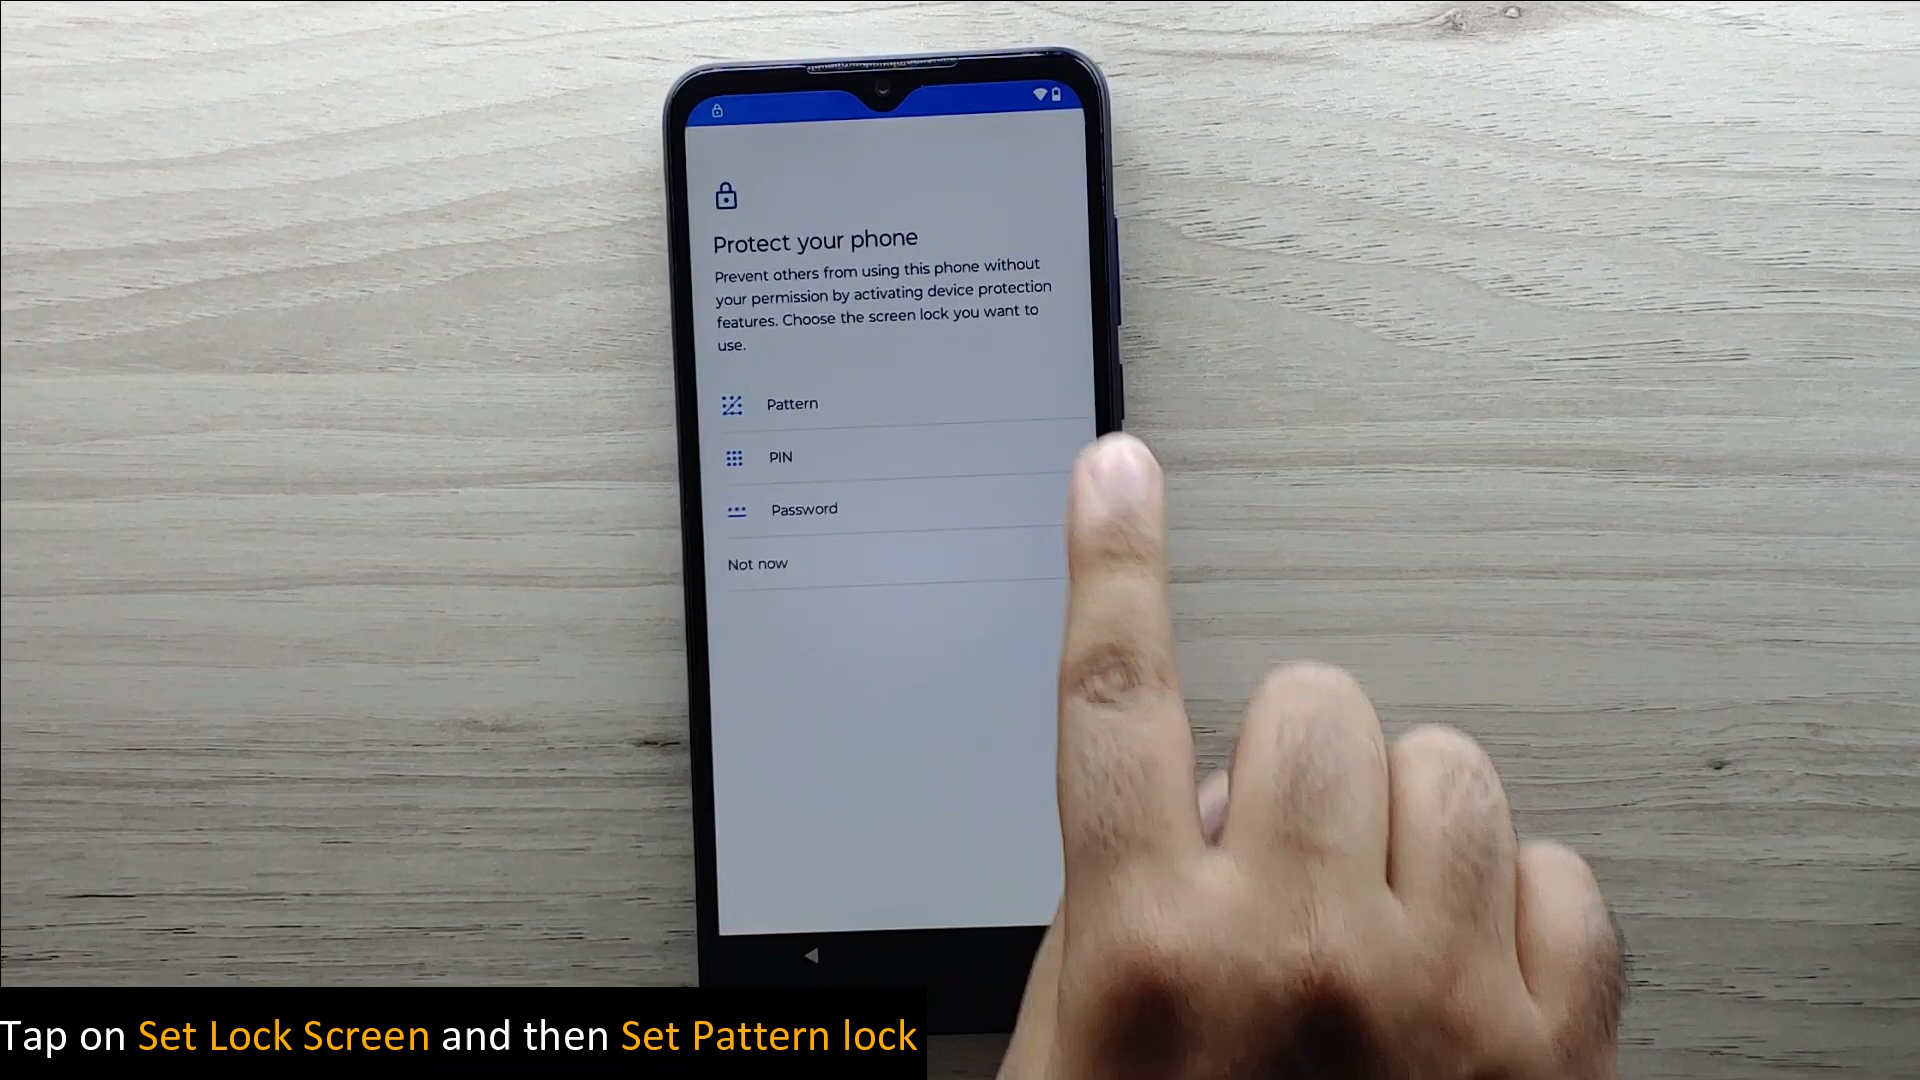 Protect your phone
Prevent others from using this phone without
your permission by activating device protection
features. Choose the screen lock you want to
use.
Pattern
PIN
Password
Not now
Tap on Set Lock Screen and then Set Pattern lock